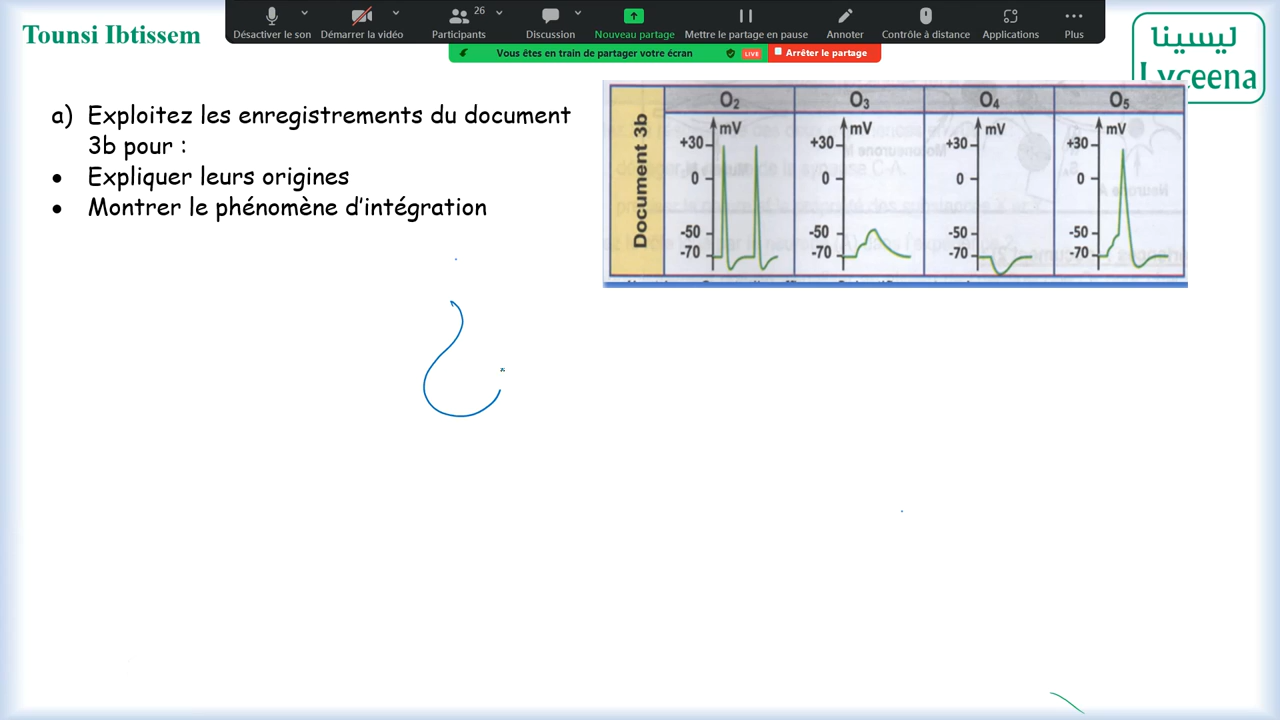 Tounsi Ibtissem
Désactiver le son
Démarrer la vidéo
26
Participants
Discussion
Nouveau partage
Mettre le partage en pause
Annoter
Contrôle à distance
Applications
Plus
Vous êtes en train de partager votre écran
LIVE
Arrêter le partage
ليسينا
Lyceena
a) Exploitez les enregistrements du document
3b pour :
• Expliquer leurs origines
• Montrer le phénomène d'intégration
Document 3b
O2 O3 O4 O5
mV mV mV mV
+30 +30 +30 +30
0 0 0 0
-50 -50 -50 -50
-70 -70 -70 -70